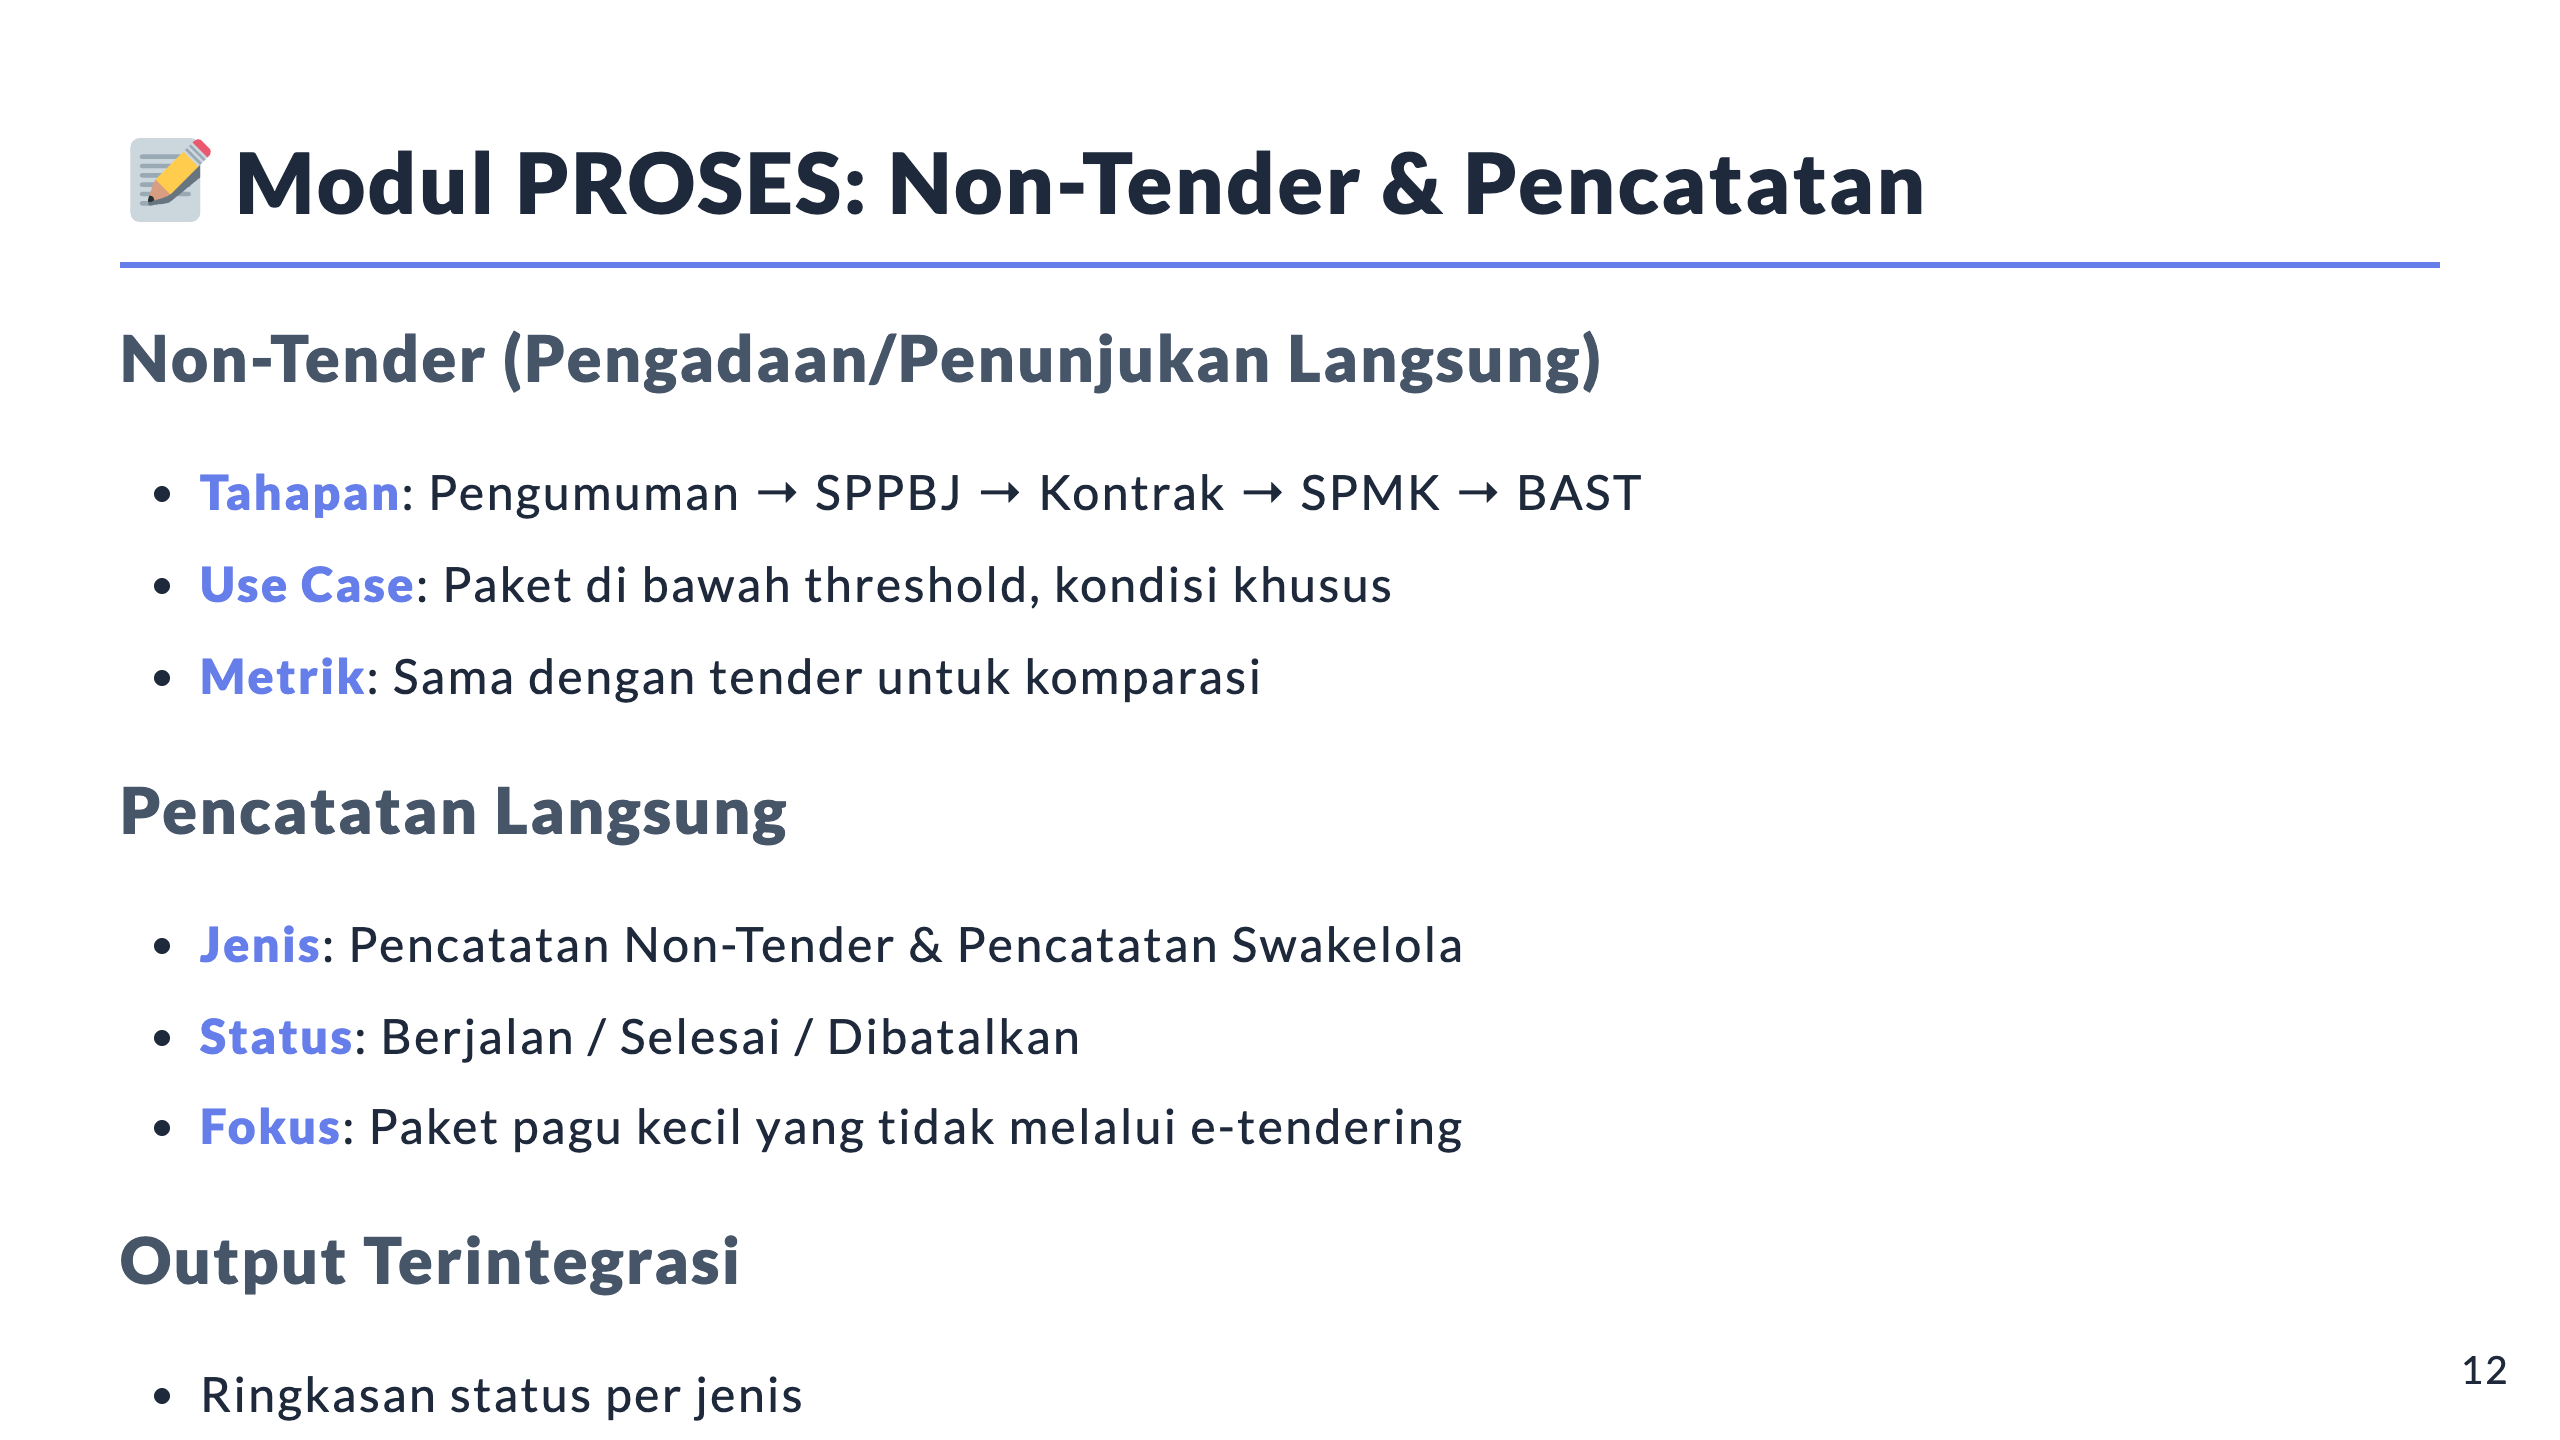 📝 Modul PROSES: Non-Tender & Pencatatan
Non-Tender (Pengadaan/Penunjukan Langsung)
• Tahapan: Pengumuman → SPPBJ → Kontrak → SPMK → BAST
• Use Case: Paket di bawah threshold, kondisi khusus
• Metrik: Sama dengan tender untuk komparasi
Pencatatan Langsung
• Jenis: Pencatatan Non-Tender & Pencatatan Swakelola
• Status: Berjalan / Selesai / Dibatalkan
• Fokus: Paket pagu kecil yang tidak melalui e-tendering
Output Terintegrasi
• Ringkasan status per jenis
12